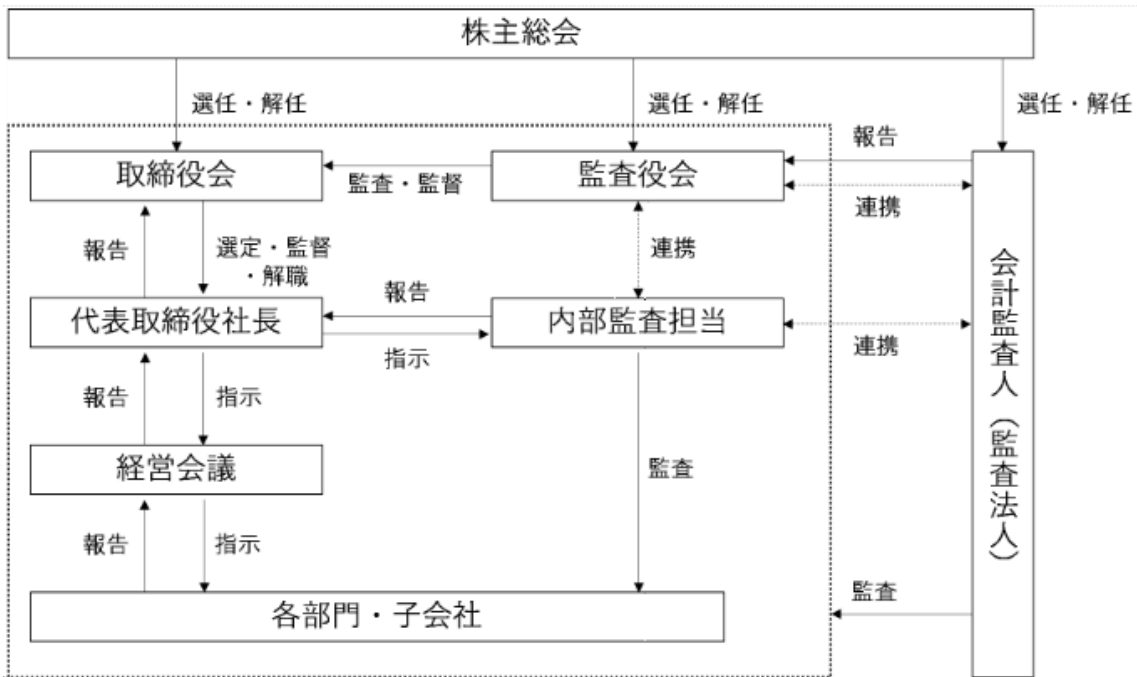 株主総会
選任・解任
選任・解任
選任・解任
取締役会
監査・監督
監査役会
報告
連携
報告
選定・監督
・解職
連携
代表取締役社長
報告
指示
内部監査担当
連携
会計監査人（監査法人）
報告
指示
経営会議
監査
報告
指示
監査
各部門・子会社